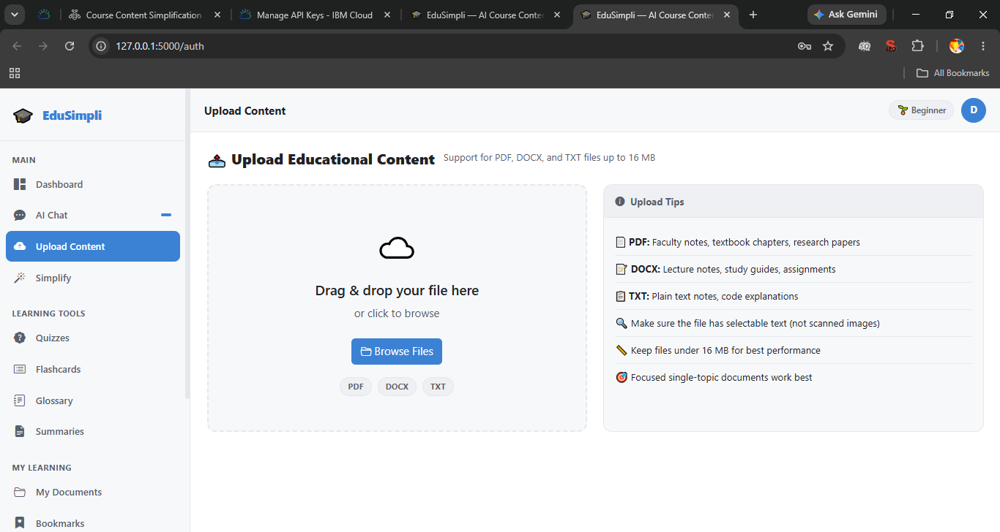 Course Content Simplification
Manage API Keys - IBM Cloud
EduSimpli — AI Course Conten
EduSimpli — AI Course Conten
Ask Gemini
127.0.0.1:5000/auth
SEO
All Bookmarks
EduSimpli
Upload Content
Beginner
D
MAIN
Dashboard
AI Chat
Upload Content
Simplify
LEARNING TOOLS
Quizzes
Flashcards
Glossary
Summaries
MY LEARNING
My Documents
Bookmarks
Upload Educational Content
Support for PDF, DOCX, and TXT files up to 16 MB
Drag & drop your file here
or click to browse
Browse Files
PDF
DOCX
TXT
Upload Tips
PDF: Faculty notes, textbook chapters, research papers
DOCX: Lecture notes, study guides, assignments
TXT: Plain text notes, code explanations
Make sure the file has selectable text (not scanned images)
Keep files under 16 MB for best performance
Focused single-topic documents work best